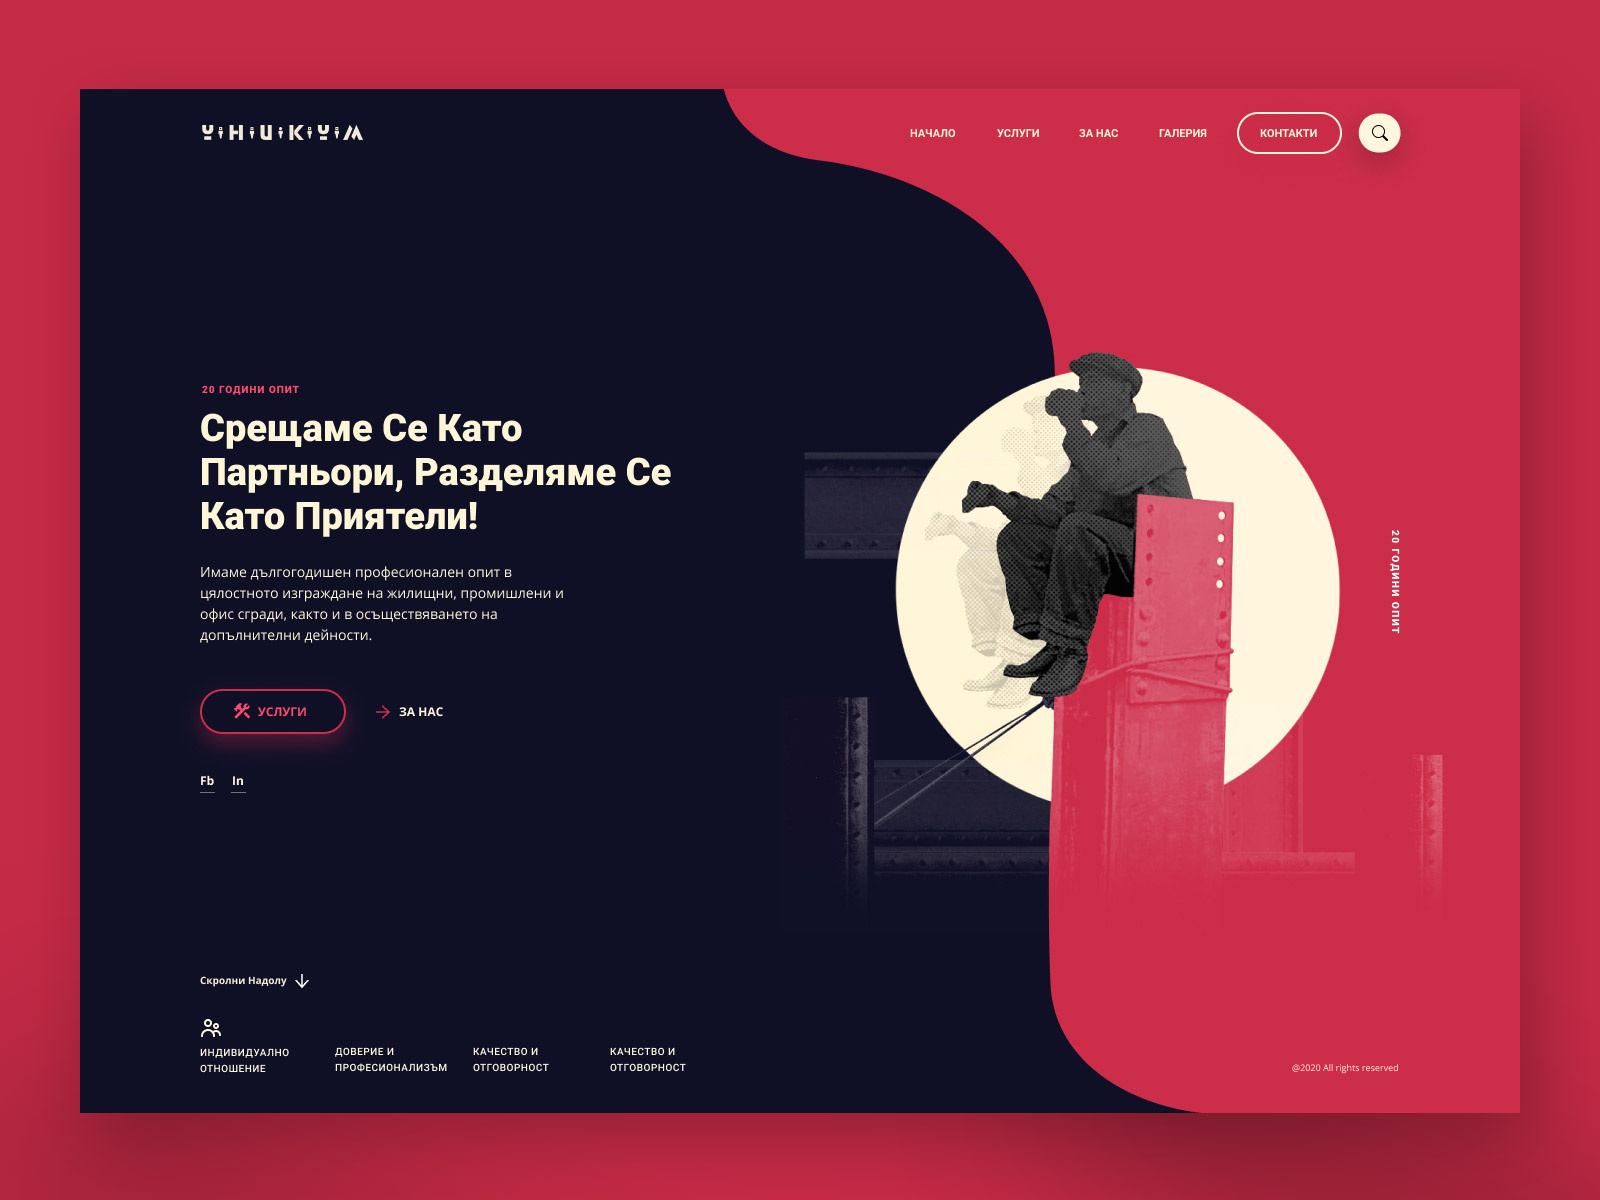 УНИКУМ
НАЧАЛО
УСЛУГИ
ЗА НАС
ГАЛЕРИЯ
КОНТАКТИ
20 ГОДИНИ ОПИТ
Срещаме Се Като
Партньори, Разделяме Се
Като Приятели!
Имаме дългогодишен професионален опит в
цялостното изграждане на жилищни, промишлени и
офис сгради, както и в осъществяването на
допълнителни дейности.
УСЛУГИ
ЗА НАС
Fb
In
20 ГОДИНИ ОПИТ
Скролни Надолу
ИНДИВИДУАЛНО
ОТНОШЕНИЕ
ДОВЕРИЕ И
ПРОФЕСИОНАЛИЗЪМ
КАЧЕСТВО И
ОТГОВОРНОСТ
КАЧЕСТВО И
ОТГОВОРНОСТ
@2020 All rights reserved